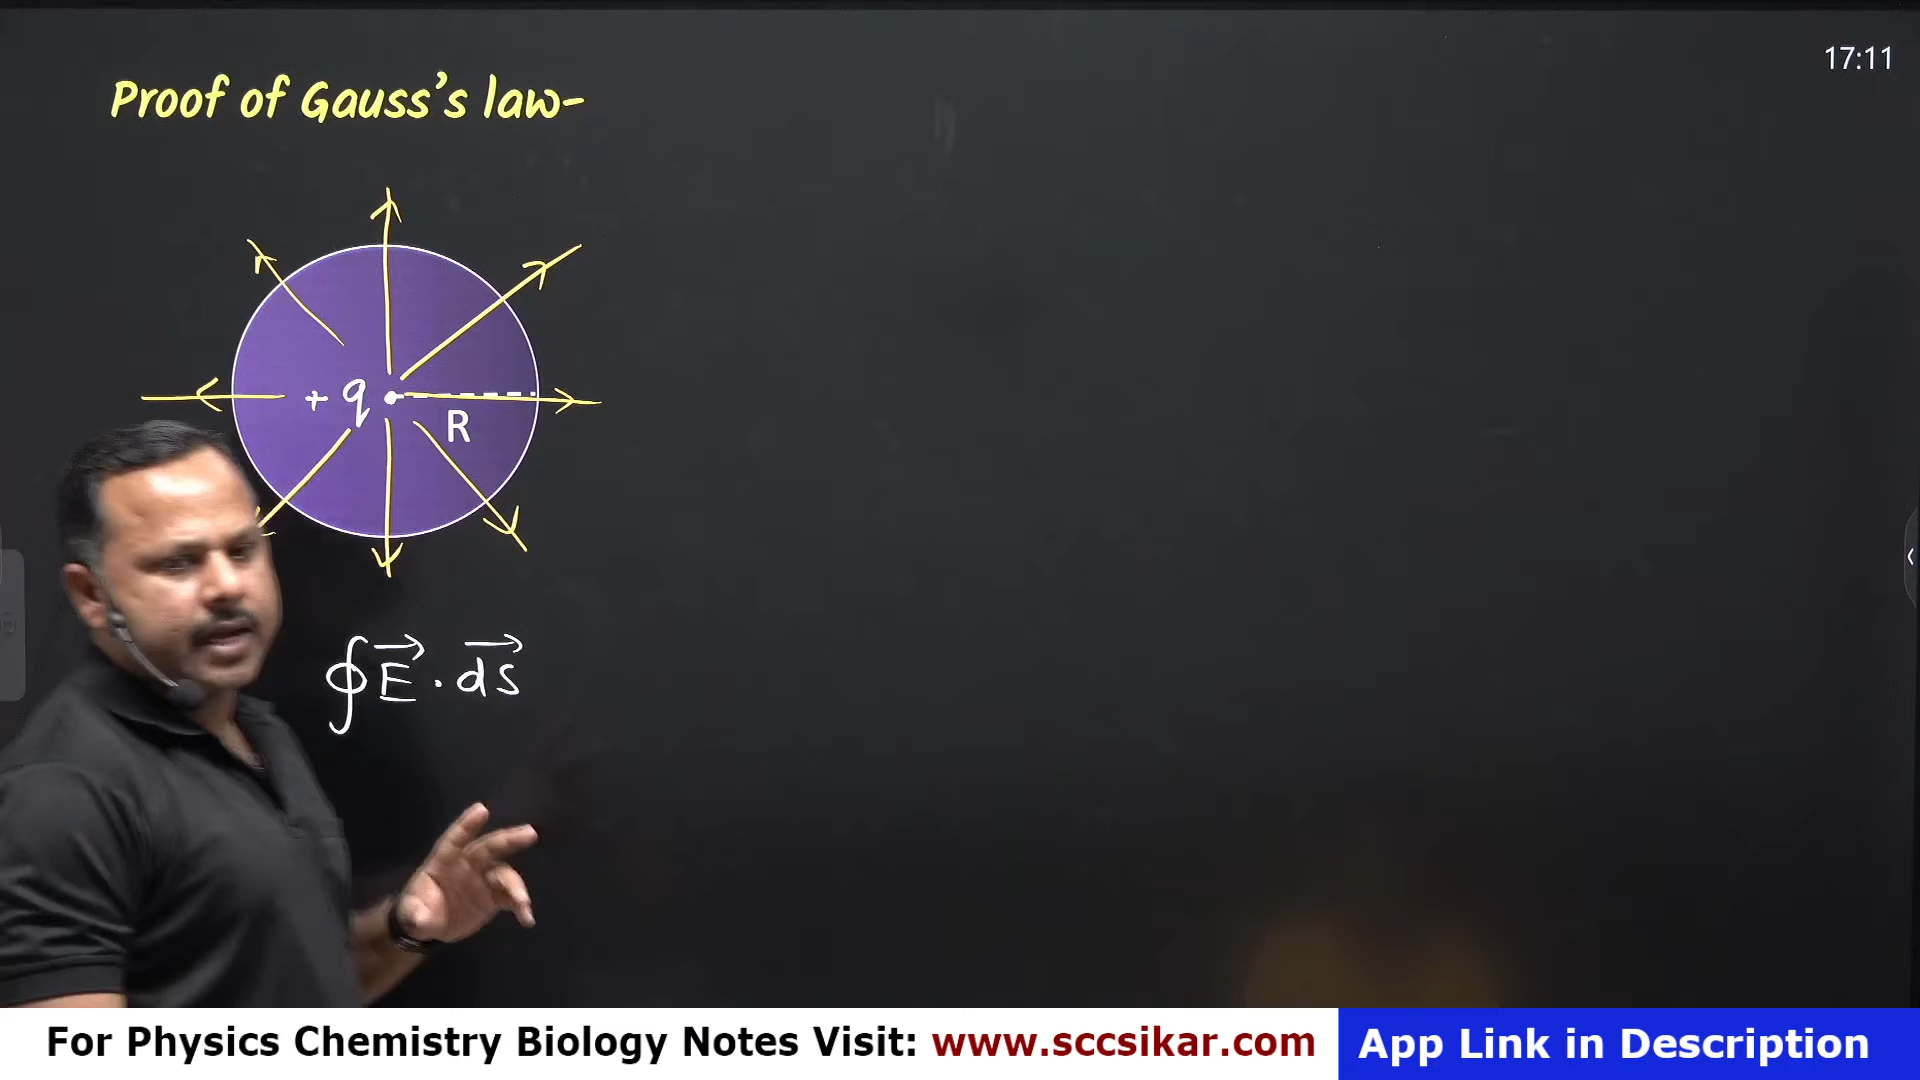 17:11
Proof of Gauss's law-
+ q
R
∮E⃗ · d⃗s
For Physics Chemistry Biology Notes Visit: www.sccsikar.com
App Link in Description